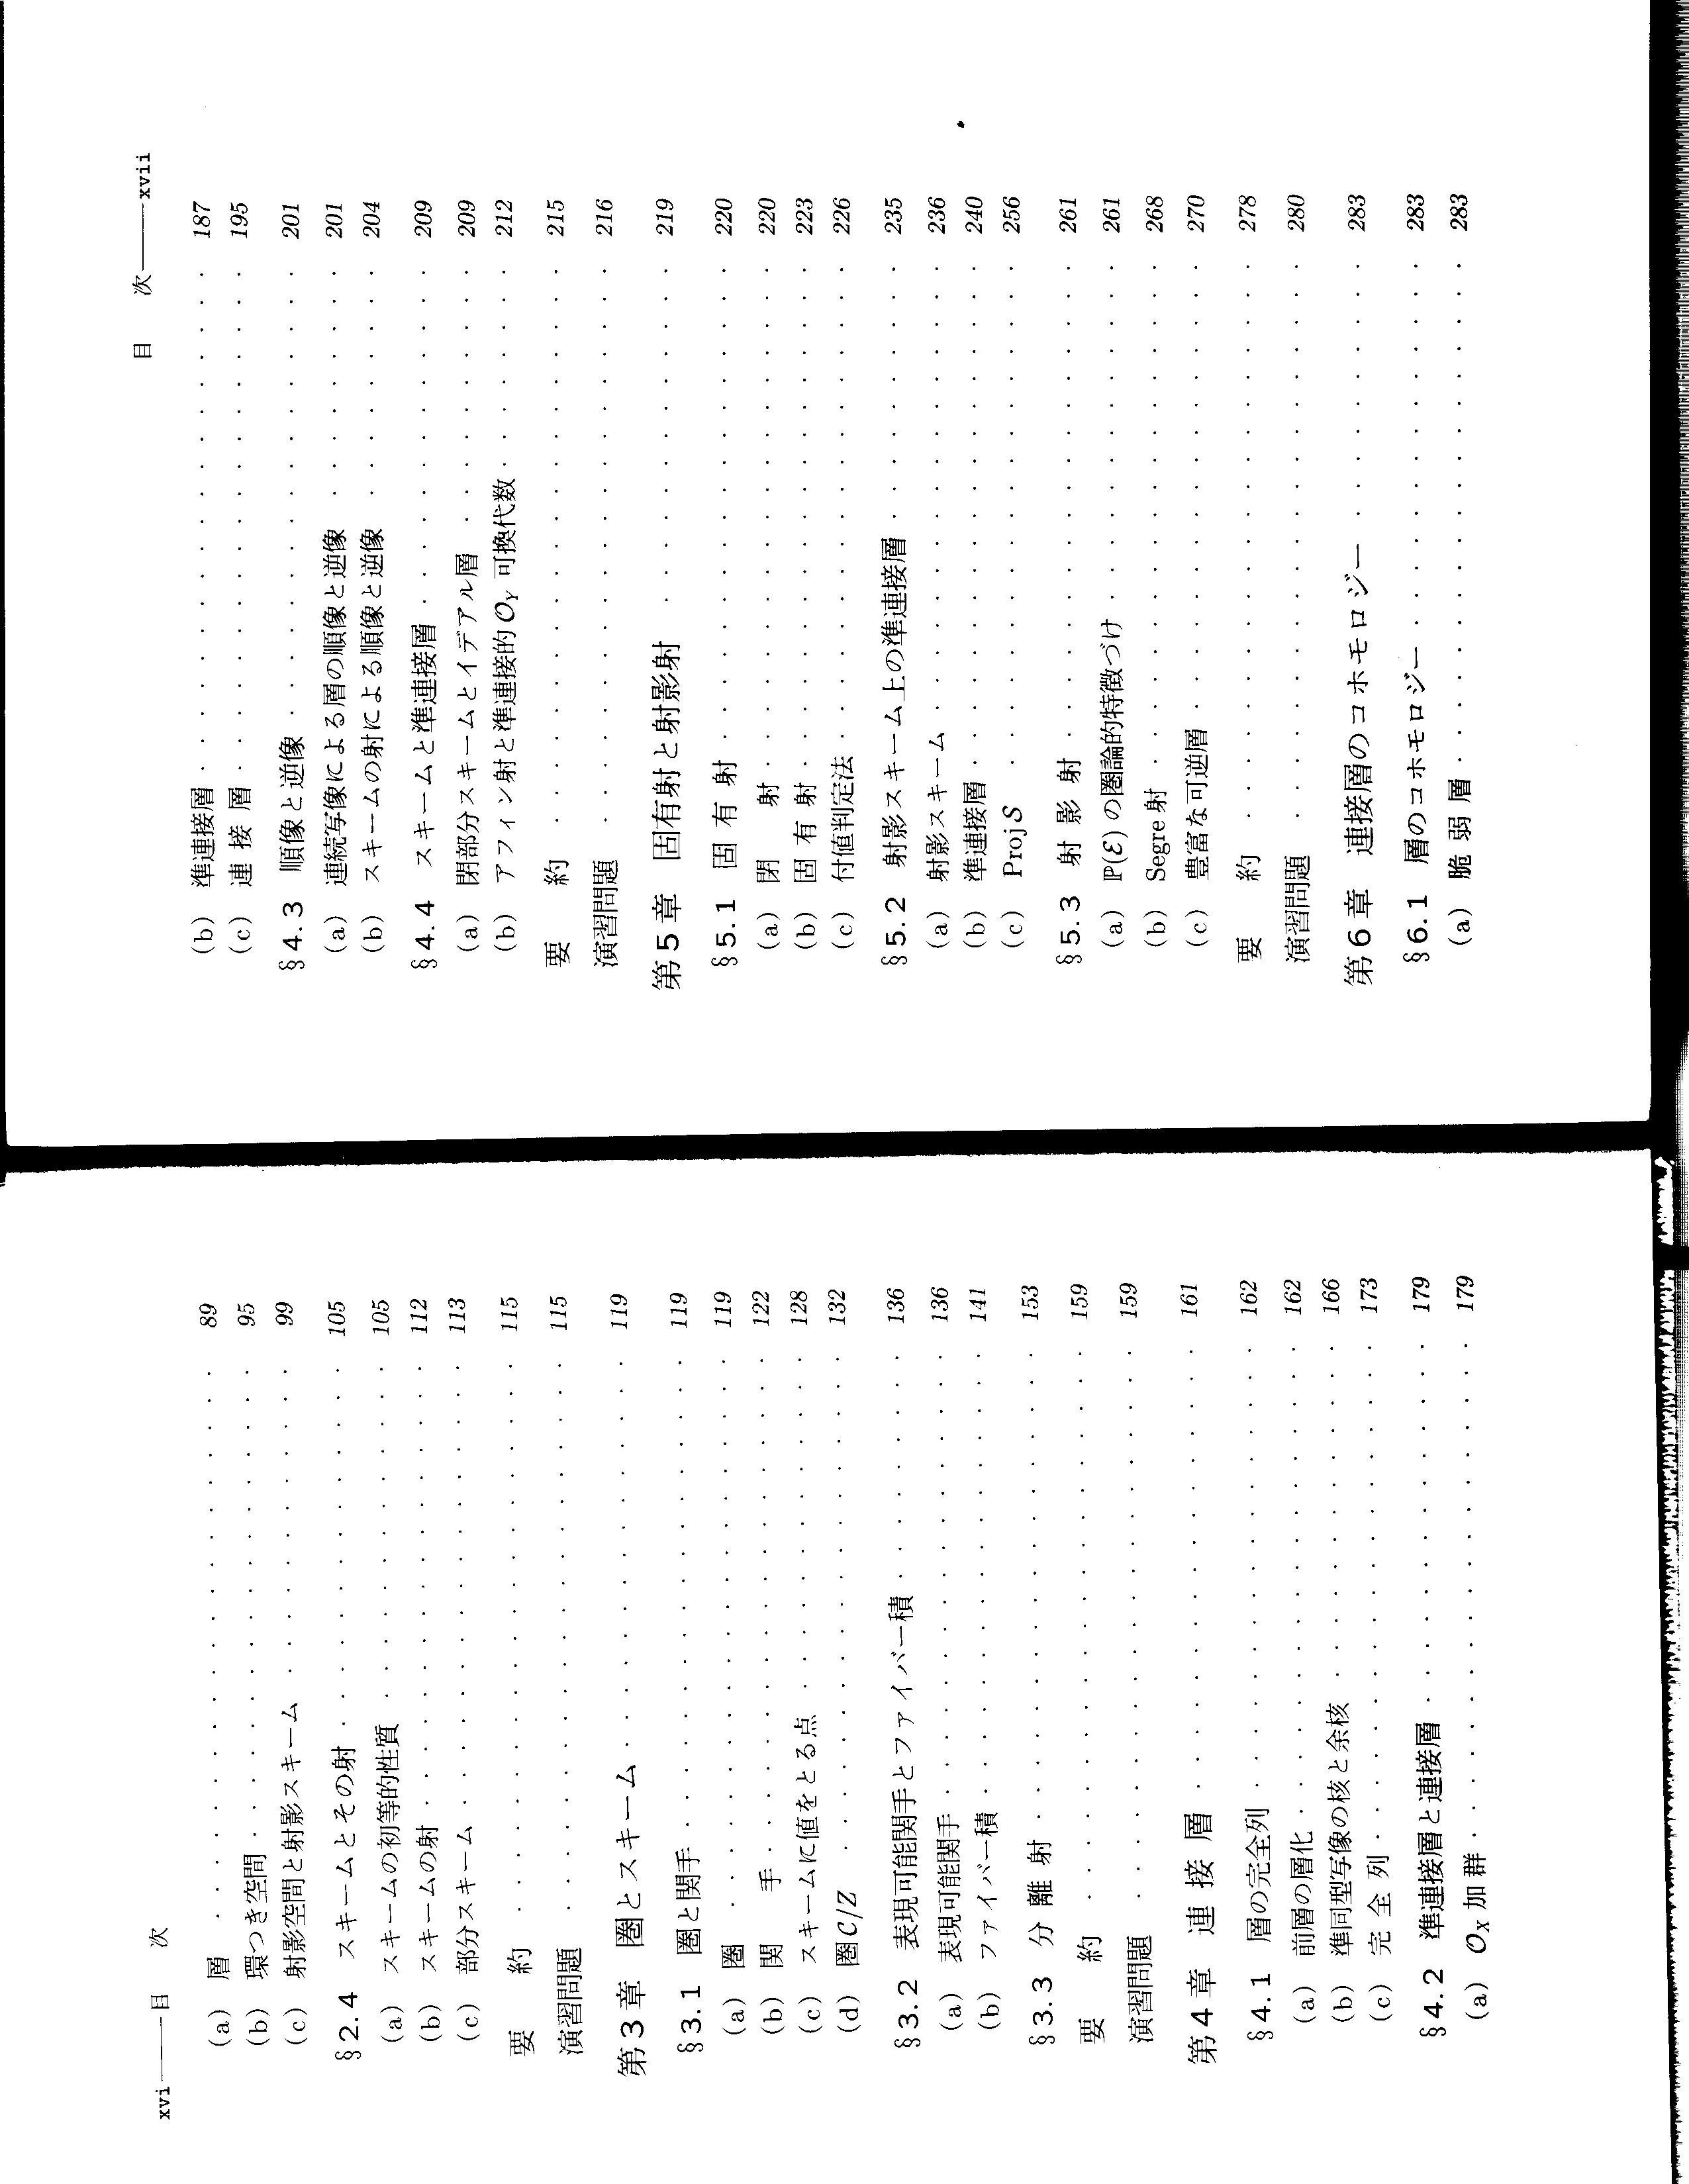 xvi——目　次
(a) 層 ・・・・・・・・・・ 89
(b) 環つき空間 ・・・・・・・・・・ 95
(c) 射影空間と射影スキーム ・・・・・・・・・・ 99
§2.4 スキームとその射 ・・・・・・・・・・ 105
(a) スキームの初等的性質 ・・・・・・・・・・ 105
(b) スキームの射 ・・・・・・・・・・ 112
(c) 部分スキーム ・・・・・・・・・・ 113
要　約 ・・・・・・・・・・ 115
演習問題 ・・・・・・・・・・ 115
第3章 圏とスキーム ・・・・・・・・・・ 119
§3.1 圏と関手 ・・・・・・・・・・ 119
(a) 圏 ・・・・・・・・・・ 119
(b) 関　手 ・・・・・・・・・・ 122
(c) スキームに値をとる点 ・・・・・・・・・・ 128
(d) 圏 C/Z ・・・・・・・・・・ 132
§3.2 表現可能関手とファイバー積 ・・・・・・・・・・ 136
(a) 表現可能関手 ・・・・・・・・・・ 136
(b) ファイバー積 ・・・・・・・・・・ 141
§3.3 分離射 ・・・・・・・・・・ 153
要　約 ・・・・・・・・・・ 159
演習問題 ・・・・・・・・・・ 159
第4章 連接層 ・・・・・・・・・・ 161
§4.1 層の完全列 ・・・・・・・・・・ 162
(a) 前層の層化 ・・・・・・・・・・ 162
(b) 準同型写像の核と余核 ・・・・・・・・・・ 166
(c) 完全列 ・・・・・・・・・・ 173
§4.2 準連接層と連接層 ・・・・・・・・・・ 179
(a) O_X 加群 ・・・・・・・・・・ 179
目　次——xvii
(b) 準連接層 ・・・・・・・・・・ 187
(c) 連接層 ・・・・・・・・・・ 195
§4.3 順像と逆像 ・・・・・・・・・・ 201
(a) 連続写像による層の順像と逆像 ・・・・・・・・・・ 201
(b) スキームの射による順像と逆像 ・・・・・・・・・・ 204
§4.4 スキームと準連接層 ・・・・・・・・・・ 209
(a) 閉部分スキームとイデアル層 ・・・・・・・・・・ 209
(b) アフィン射と準連接的 O_Y 可換代数 ・・・・・・・・・・ 212
要　約 ・・・・・・・・・・ 215
演習問題 ・・・・・・・・・・ 216
第5章 固有射と射影射 ・・・・・・・・・・ 219
§5.1 固有射 ・・・・・・・・・・ 220
(a) 閉　射 ・・・・・・・・・・ 220
(b) 固有射 ・・・・・・・・・・ 223
(c) 付値判定法 ・・・・・・・・・・ 226
§5.2 射影スキーム上の準連接層 ・・・・・・・・・・ 235
(a) 射影スキーム ・・・・・・・・・・ 236
(b) 準連接層 ・・・・・・・・・・ 240
(c) Proj S ・・・・・・・・・・ 256
§5.3 射影射 ・・・・・・・・・・ 261
(a) ℙ(ℰ) の圏論的特徴づけ ・・・・・・・・・・ 261
(b) Segre 射 ・・・・・・・・・・ 268
(c) 豊富な可逆層 ・・・・・・・・・・ 270
要　約 ・・・・・・・・・・ 278
演習問題 ・・・・・・・・・・ 280
第6章 連接層のコホモロジー ・・・・・・・・・・ 283
§6.1 層のコホモロジー ・・・・・・・・・・ 283
(a) 脆弱層 ・・・・・・・・・・ 283